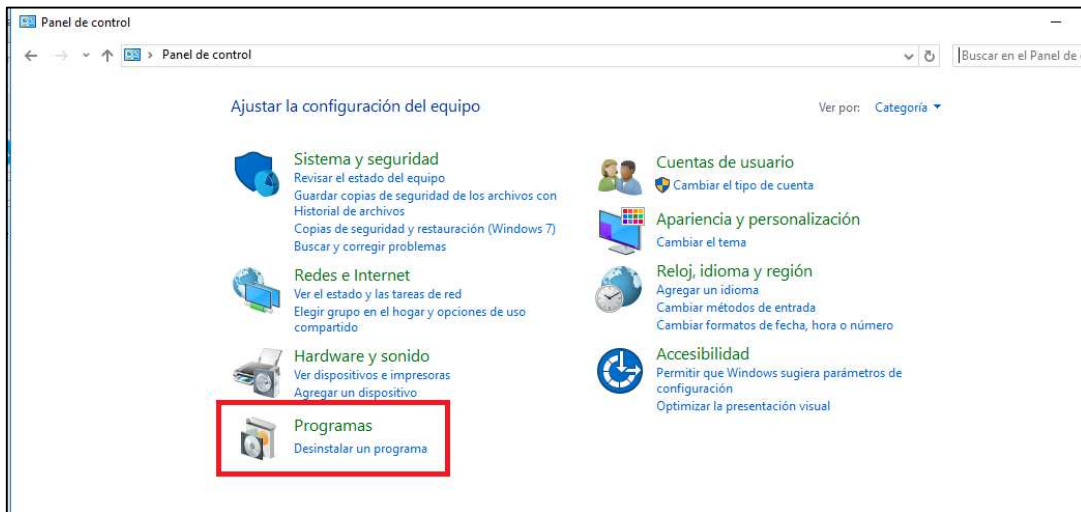 Panel de control
Panel de control
Buscar en el Panel de
Ajustar la configuración del equipo
Ver por: Categoría
Sistema y seguridad
Revisar el estado del equipo
Guardar copias de seguridad de los archivos con
Historial de archivos
Copias de seguridad y restauración (Windows 7)
Buscar y corregir problemas
Redes e Internet
Ver el estado y las tareas de red
Elegir grupo en el hogar y opciones de uso
compartido
Hardware y sonido
Ver dispositivos e impresoras
Agregar un dispositivo
Programas
Desinstalar un programa
Cuentas de usuario
Cambiar el tipo de cuenta
Apariencia y personalización
Cambiar el tema
Reloj, idioma y región
Agregar un idioma
Cambiar métodos de entrada
Cambiar formatos de fecha, hora o número
Accesibilidad
Permitir que Windows sugiera parámetros de
configuración
Optimizar la presentación visual